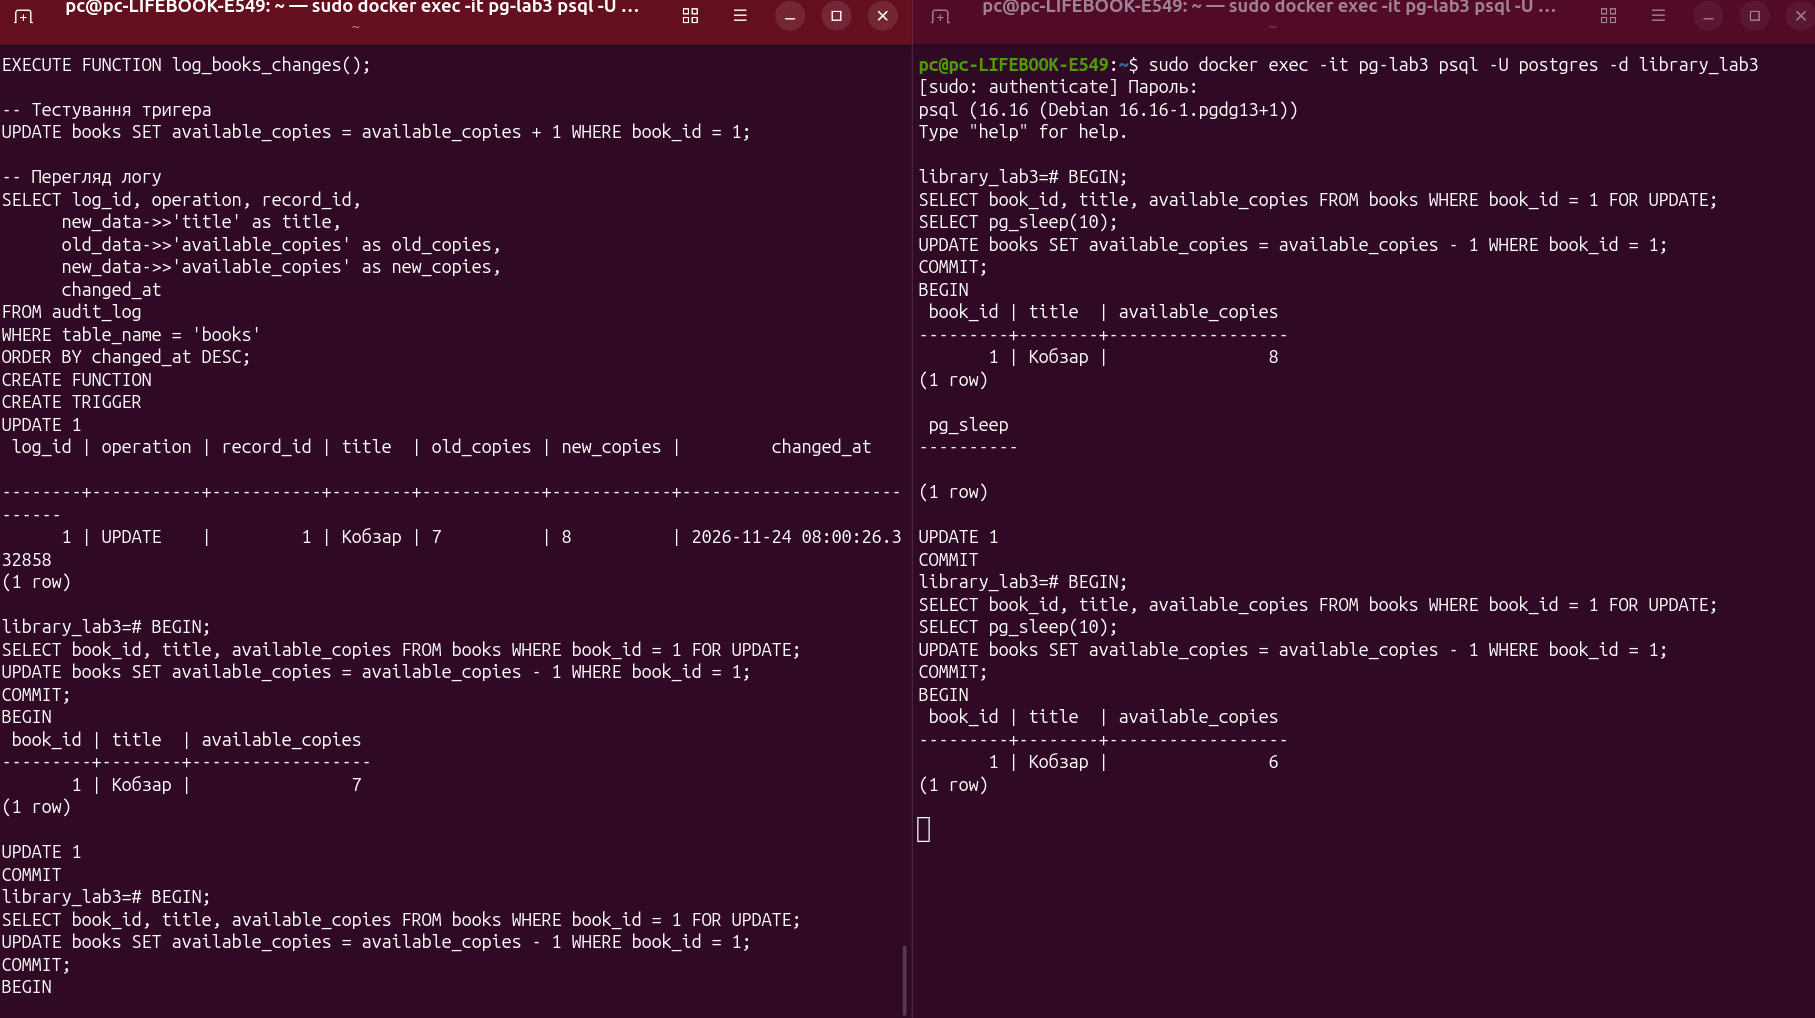 pc@pc-LIFEBOOK-E549: ~ — sudo docker exec -it pg-lab3 psql -U ...
~
EXECUTE FUNCTION log_books_changes();
-- Тестування тригера
UPDATE books SET available_copies = available_copies + 1 WHERE book_id = 1;
-- Перегляд логу
SELECT log_id, operation, record_id,
      new_data->>'title' as title,
      old_data->>'available_copies' as old_copies,
      new_data->>'available_copies' as new_copies,
      changed_at
FROM audit_log
WHERE table_name = 'books'
ORDER BY changed_at DESC;
CREATE FUNCTION
CREATE TRIGGER
UPDATE 1
 log_id | operation | record_id | title  | old_copies | new_copies |         changed_at
--------+-----------+-----------+--------+------------+------------+----------------------
------
      1 | UPDATE    |         1 | Кобзар | 7          | 8          | 2026-11-24 08:00:26.3
32858
(1 row)
library_lab3=# BEGIN;
SELECT book_id, title, available_copies FROM books WHERE book_id = 1 FOR UPDATE;
UPDATE books SET available_copies = available_copies - 1 WHERE book_id = 1;
COMMIT;
BEGIN
 book_id | title  | available_copies
---------+--------+------------------
       1 | Кобзар |                7
(1 row)
UPDATE 1
COMMIT
library_lab3=# BEGIN;
SELECT book_id, title, available_copies FROM books WHERE book_id = 1 FOR UPDATE;
UPDATE books SET available_copies = available_copies - 1 WHERE book_id = 1;
COMMIT;
BEGIN
pc@pc-LIFEBOOK-E549: ~ — sudo docker exec -it pg-lab3 psql -U ...
~
pc@pc-LIFEBOOK-E549:~$ sudo docker exec -it pg-lab3 psql -U postgres -d library_lab3
[sudo: authenticate] Пароль:
psql (16.16 (Debian 16.16-1.pgdg13+1))
Type "help" for help.
library_lab3=# BEGIN;
SELECT book_id, title, available_copies FROM books WHERE book_id = 1 FOR UPDATE;
SELECT pg_sleep(10);
UPDATE books SET available_copies = available_copies - 1 WHERE book_id = 1;
COMMIT;
BEGIN
 book_id | title  | available_copies
---------+--------+------------------
       1 | Кобзар |                8
(1 row)
 pg_sleep
----------
(1 row)
UPDATE 1
COMMIT
library_lab3=# BEGIN;
SELECT book_id, title, available_copies FROM books WHERE book_id = 1 FOR UPDATE;
SELECT pg_sleep(10);
UPDATE books SET available_copies = available_copies - 1 WHERE book_id = 1;
COMMIT;
BEGIN
 book_id | title  | available_copies
---------+--------+------------------
       1 | Кобзар |                6
(1 row)